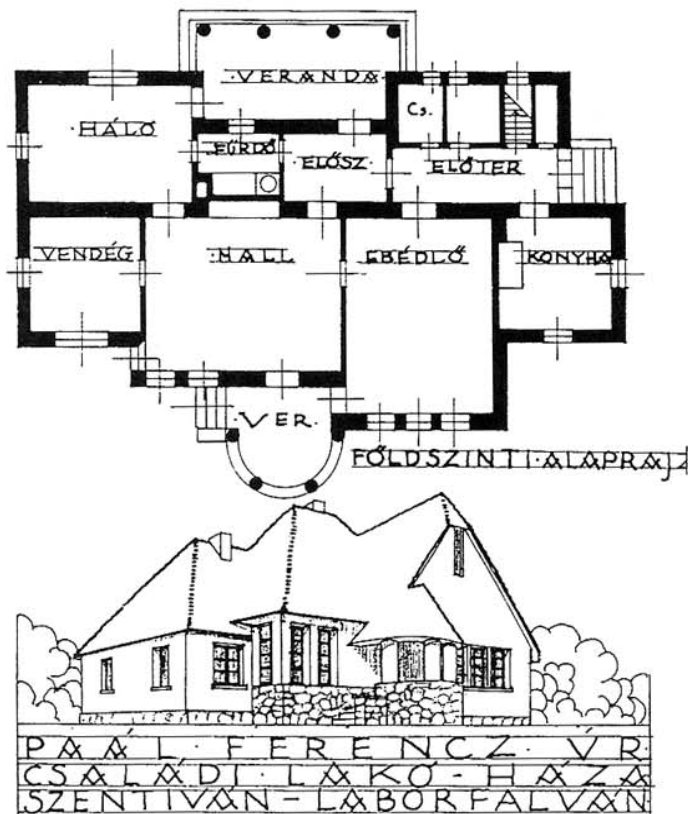 VERANDA
Cs.
HÁLÓ
FÜRDŐ
ELŐSZ.
ELŐTÉR
VENDÉG
HALL
EBÉDLŐ
KONYHA
VER.
FÖLDSZINTI·ALAPRAJZ
PAÁL·FERENCZ·ÚR
CSALÁDI·LAKÓ-HÁZA
SZENTIVÁN-LABORFALVÁN